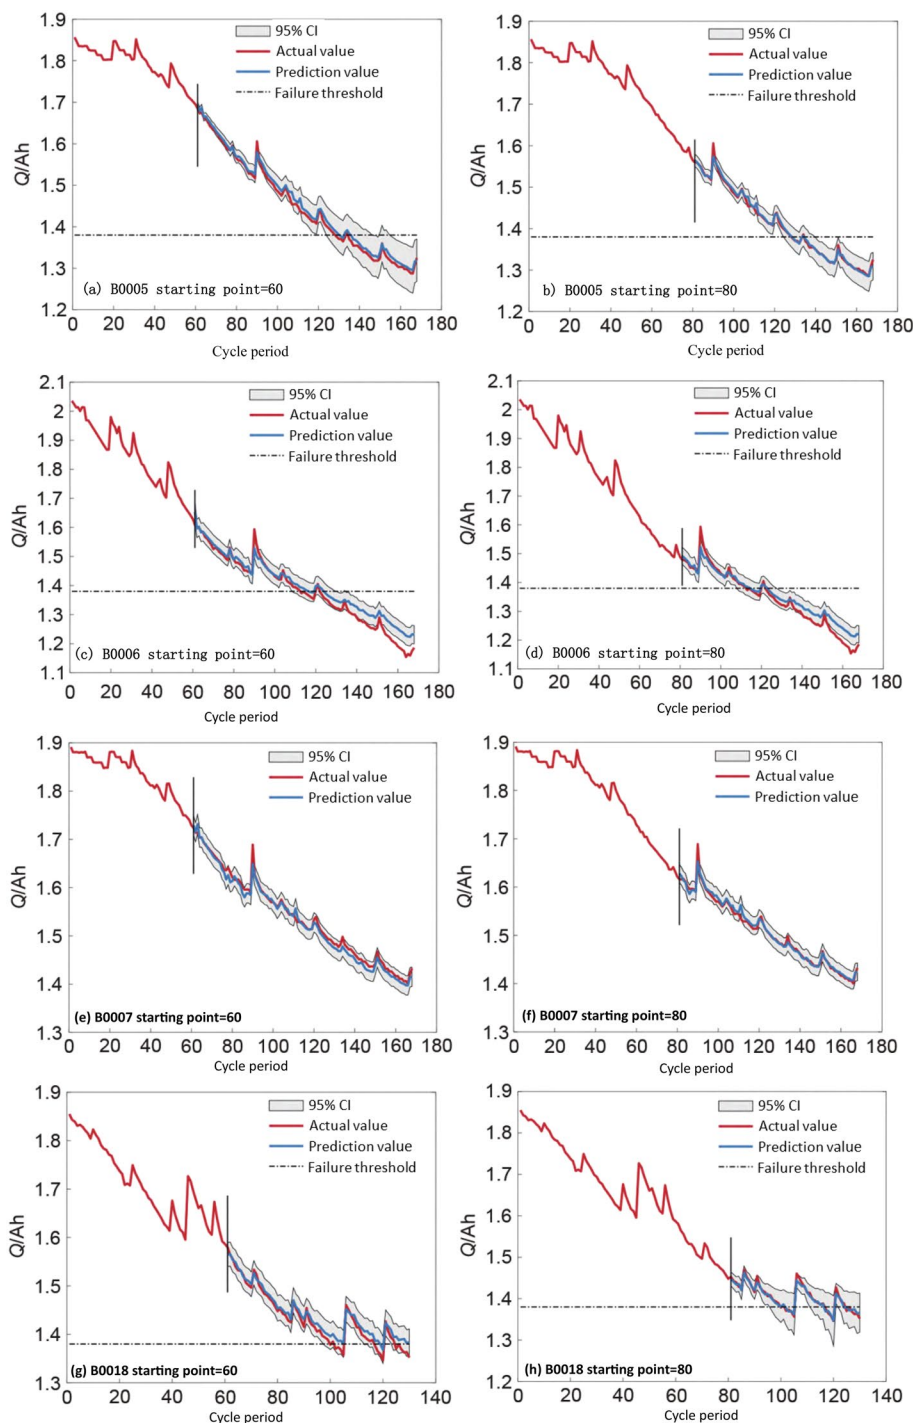 1.9
1.8
1.7
1.6
1.5
1.4
1.3
1.2
Q/Ah
95% CI
Actual value
Prediction value
Failure threshold
(a) B0005 starting point=60
0 20 40 60 80 100 120 140 160 180
Cycle period
1.9
1.8
1.7
1.6
1.5
1.4
1.3
1.2
Q/Ah
95% CI
Actual value
Prediction value
Failure threshold
b) B0005 starting point=80
0 20 40 60 80 100 120 140 160 180
Cycle period
2.1
2
1.9
1.8
1.7
1.6
1.5
1.4
1.3
1.2
1.1
Q/Ah
95% CI
Actual value
Prediction value
Failure threshold
(c) B0006 starting point=60
0 20 40 60 80 100 120 140 160 180
Cycle period
2.1
2
1.9
1.8
1.7
1.6
1.5
1.4
1.3
1.2
1.1
Q/Ah
95% CI
Actual value
Prediction value
Failure threshold
(d) B0006 starting point=80
0 20 40 60 80 100 120 140 160 180
Cycle period
1.9
1.8
1.7
1.6
1.5
1.4
1.3
Q/Ah
95% CI
Actual value
Prediction value
(e) B0007 starting point=60
0 20 40 60 80 100 120 140 160 180
Cycle period
1.9
1.8
1.7
1.6
1.5
1.4
1.3
Q/Ah
95% CI
Actual value
Prediction value
(f) B0007 starting point=80
0 20 40 60 80 100 120 140 160 180
Cycle period
1.9
1.8
1.7
1.6
1.5
1.4
1.3
Q/Ah
95% CI
Actual value
Prediction value
Failure threshold
(g) B0018 starting point=60
0 20 40 60 80 100 120 140
Cycle period
1.9
1.8
1.7
1.6
1.5
1.4
1.3
1.2
Q/Ah
95% CI
Actual value
Prediction value
Failure threshold
(h) B0018 starting point=80
0 20 40 60 80 100 120 140
Cycle period